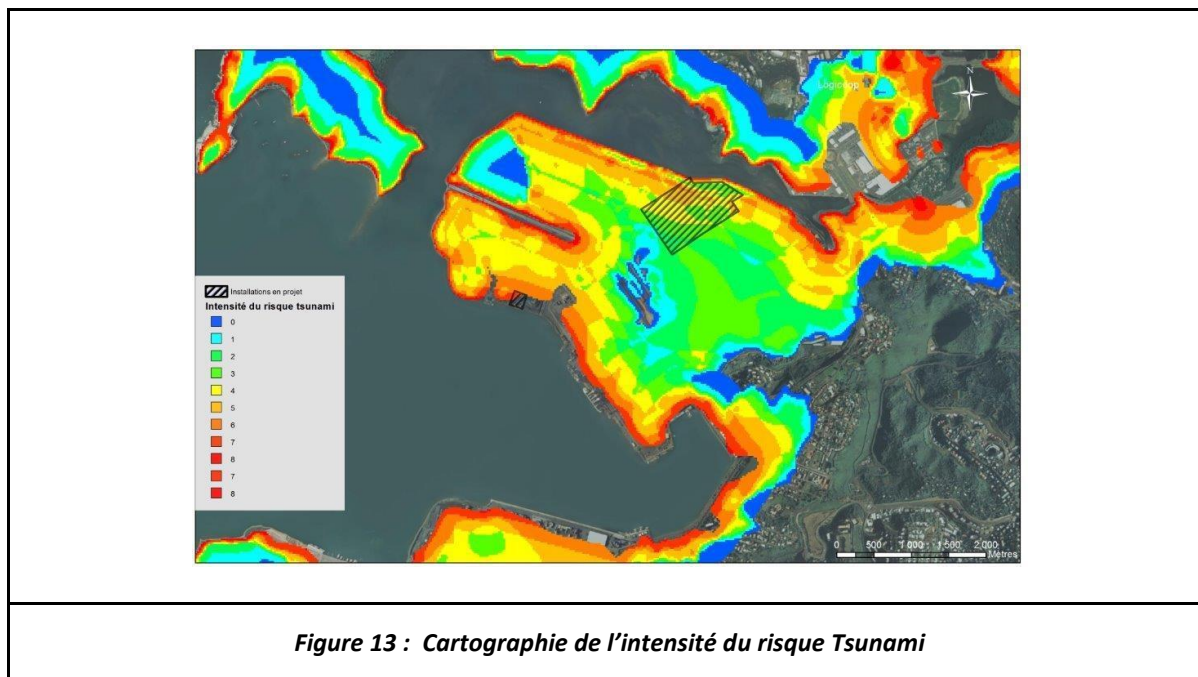 Logicoop
N
Installations en projet
Intensité du risque tsunami
0
1
2
3
4
5
6
7
8
7
8
0 500 1 000 1 500 2 000
Mètres
Figure 13 : Cartographie de l'intensité du risque Tsunami